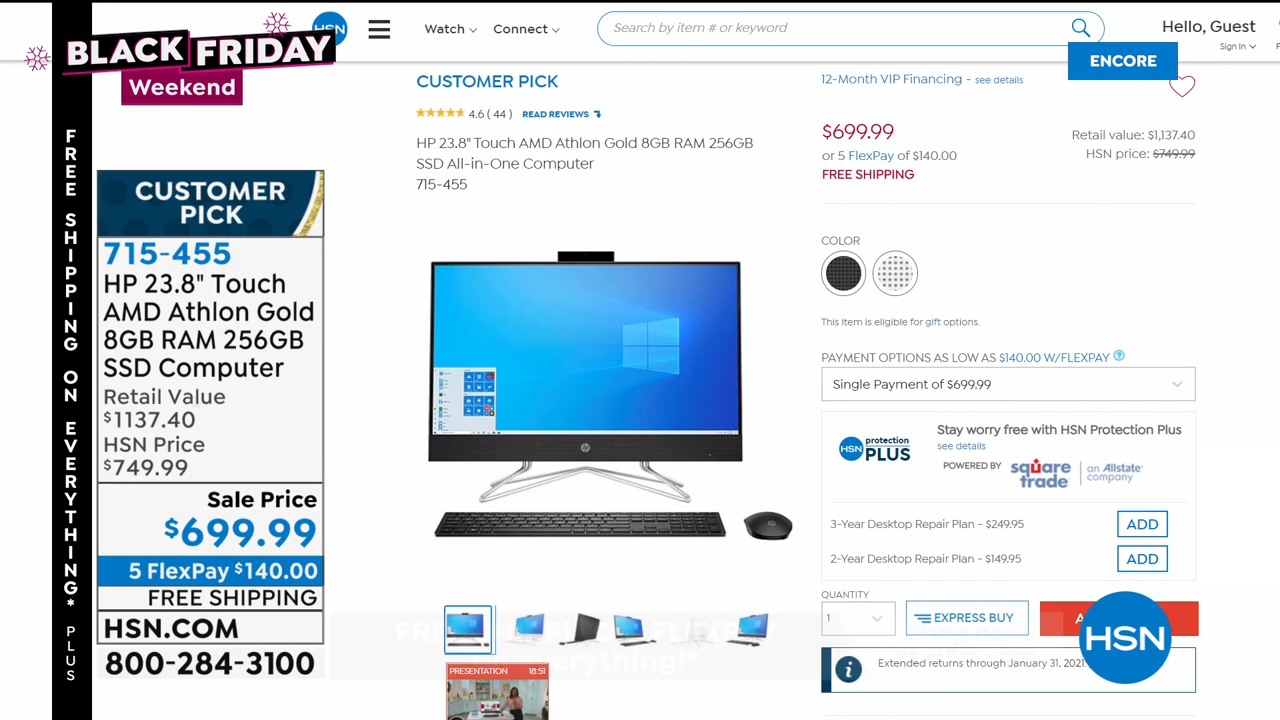 BLACK FRIDAY
Weekend
FREE SHIPPING ON EVERYTHING!* PLUS
HSN
Watch
Connect
Search by item # or keyword
Hello, Guest
Sign In
ENCORE
CUSTOMER PICK
4.6 ( 44 ) READ REVIEWS
HP 23.8" Touch AMD Athlon Gold 8GB RAM 256GB
SSD All-in-One Computer
715-455
12-Month VIP Financing - see details
$699.99
or 5 FlexPay of $140.00
FREE SHIPPING
Retail value: $1,137.40
HSN price: $749.99
COLOR
This item is eligible for gift options.
PAYMENT OPTIONS AS LOW AS $140.00 W/FLEXPAY ?
Single Payment of $699.99
HSN protection PLUS
Stay worry free with HSN Protection Plus
see details
POWERED BY square trade an Allstate company
3-Year Desktop Repair Plan - $249.95 ADD
2-Year Desktop Repair Plan - $149.95 ADD
QUANTITY
1
EXPRESS BUY
HSN
Extended returns through January 31, 2021.
CUSTOMER
PICK
715-455
HP 23.8" Touch
AMD Athlon Gold
8GB RAM 256GB
SSD Computer
Retail Value
$1137.40
HSN Price
$749.99
Sale Price
$699.99
5 FlexPay $140.00
FREE SHIPPING
HSN.COM
800-284-3100
PRESENTATION 18:51